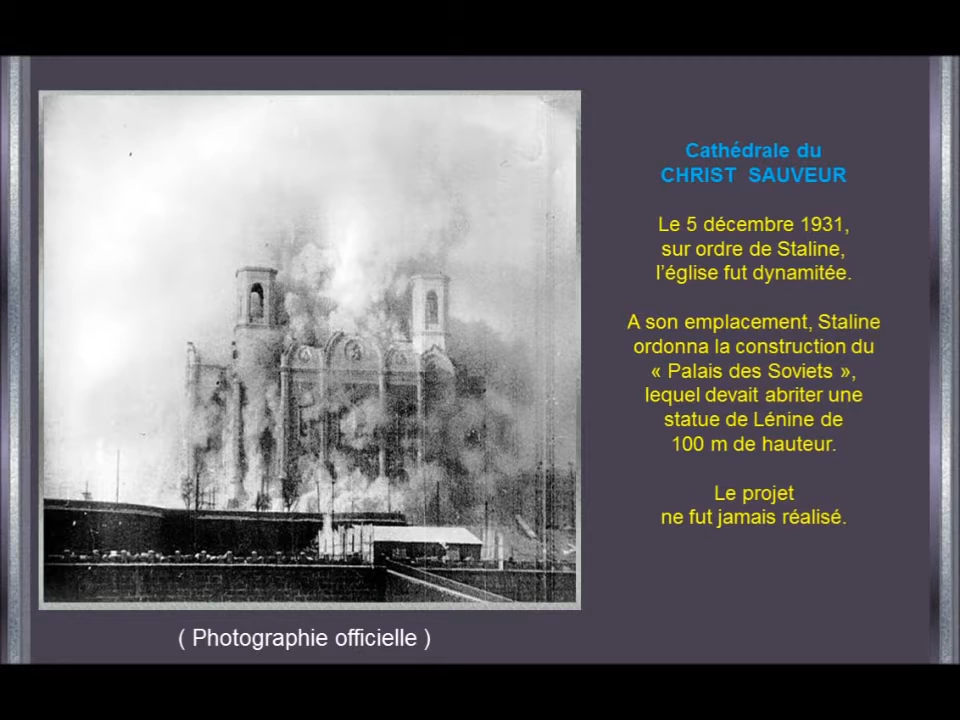 Cathédrale du
CHRIST SAUVEUR
Le 5 décembre 1931,
sur ordre de Staline,
l'église fut dynamitée.
A son emplacement, Staline
ordonna la construction du
« Palais des Soviets »,
lequel devait abriter une
statue de Lénine de
100 m de hauteur.
Le projet
ne fut jamais réalisé.
( Photographie officielle )